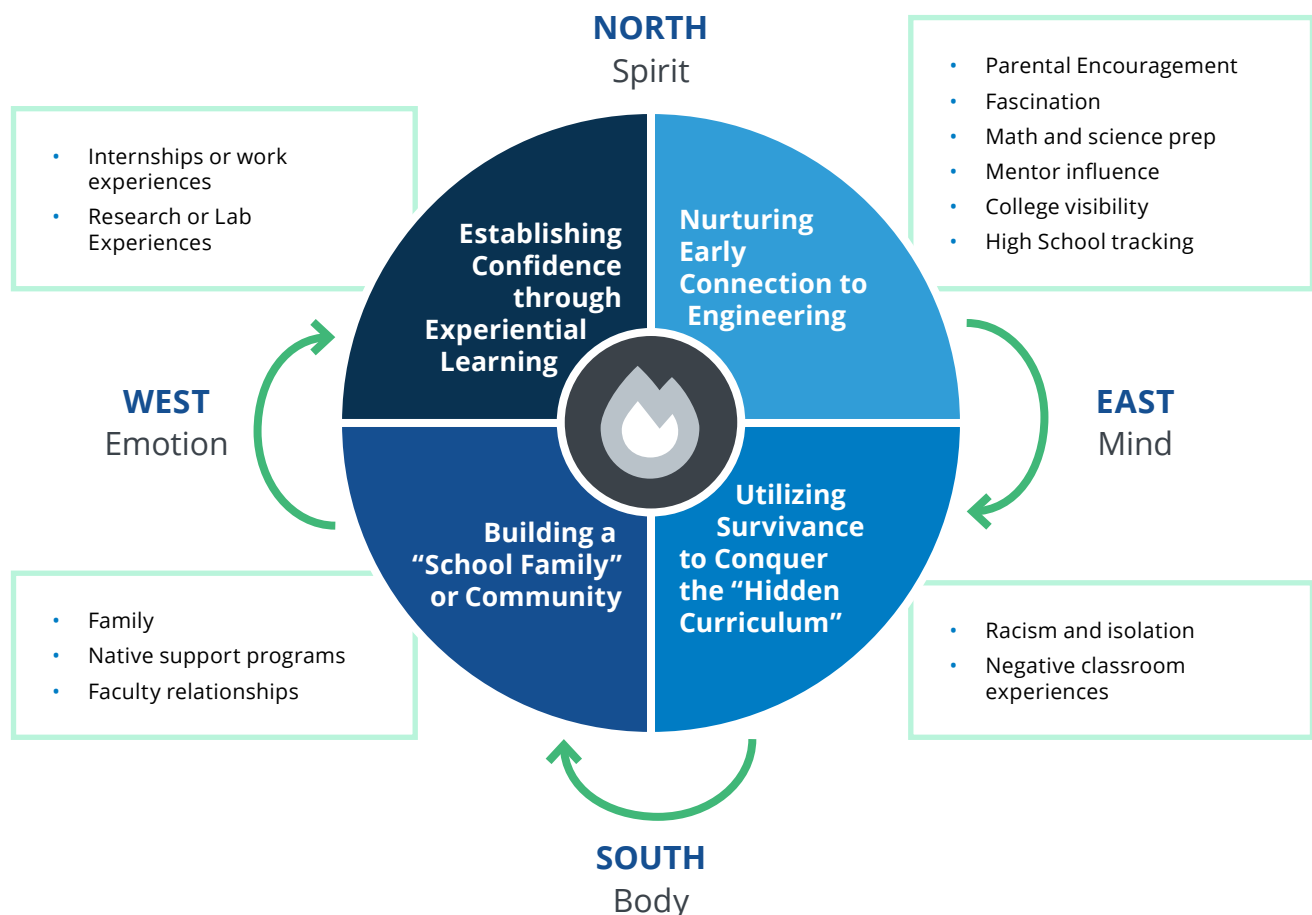 NORTH
Spirit
• Internships or work
experiences
• Research or Lab
Experiences
• Parental Encouragement
• Fascination
• Math and science prep
• Mentor influence
• College visibility
• High School tracking
Establishing
Confidence
through
Experiential
Learning
Nurturing
Early
Connection to
Engineering
WEST
Emotion
EAST
Mind
Building a
“School Family”
or Community
Utilizing
Survivance
to Conquer
the “Hidden
Curriculum”
• Family
• Native support programs
• Faculty relationships
• Racism and isolation
• Negative classroom
experiences
SOUTH
Body